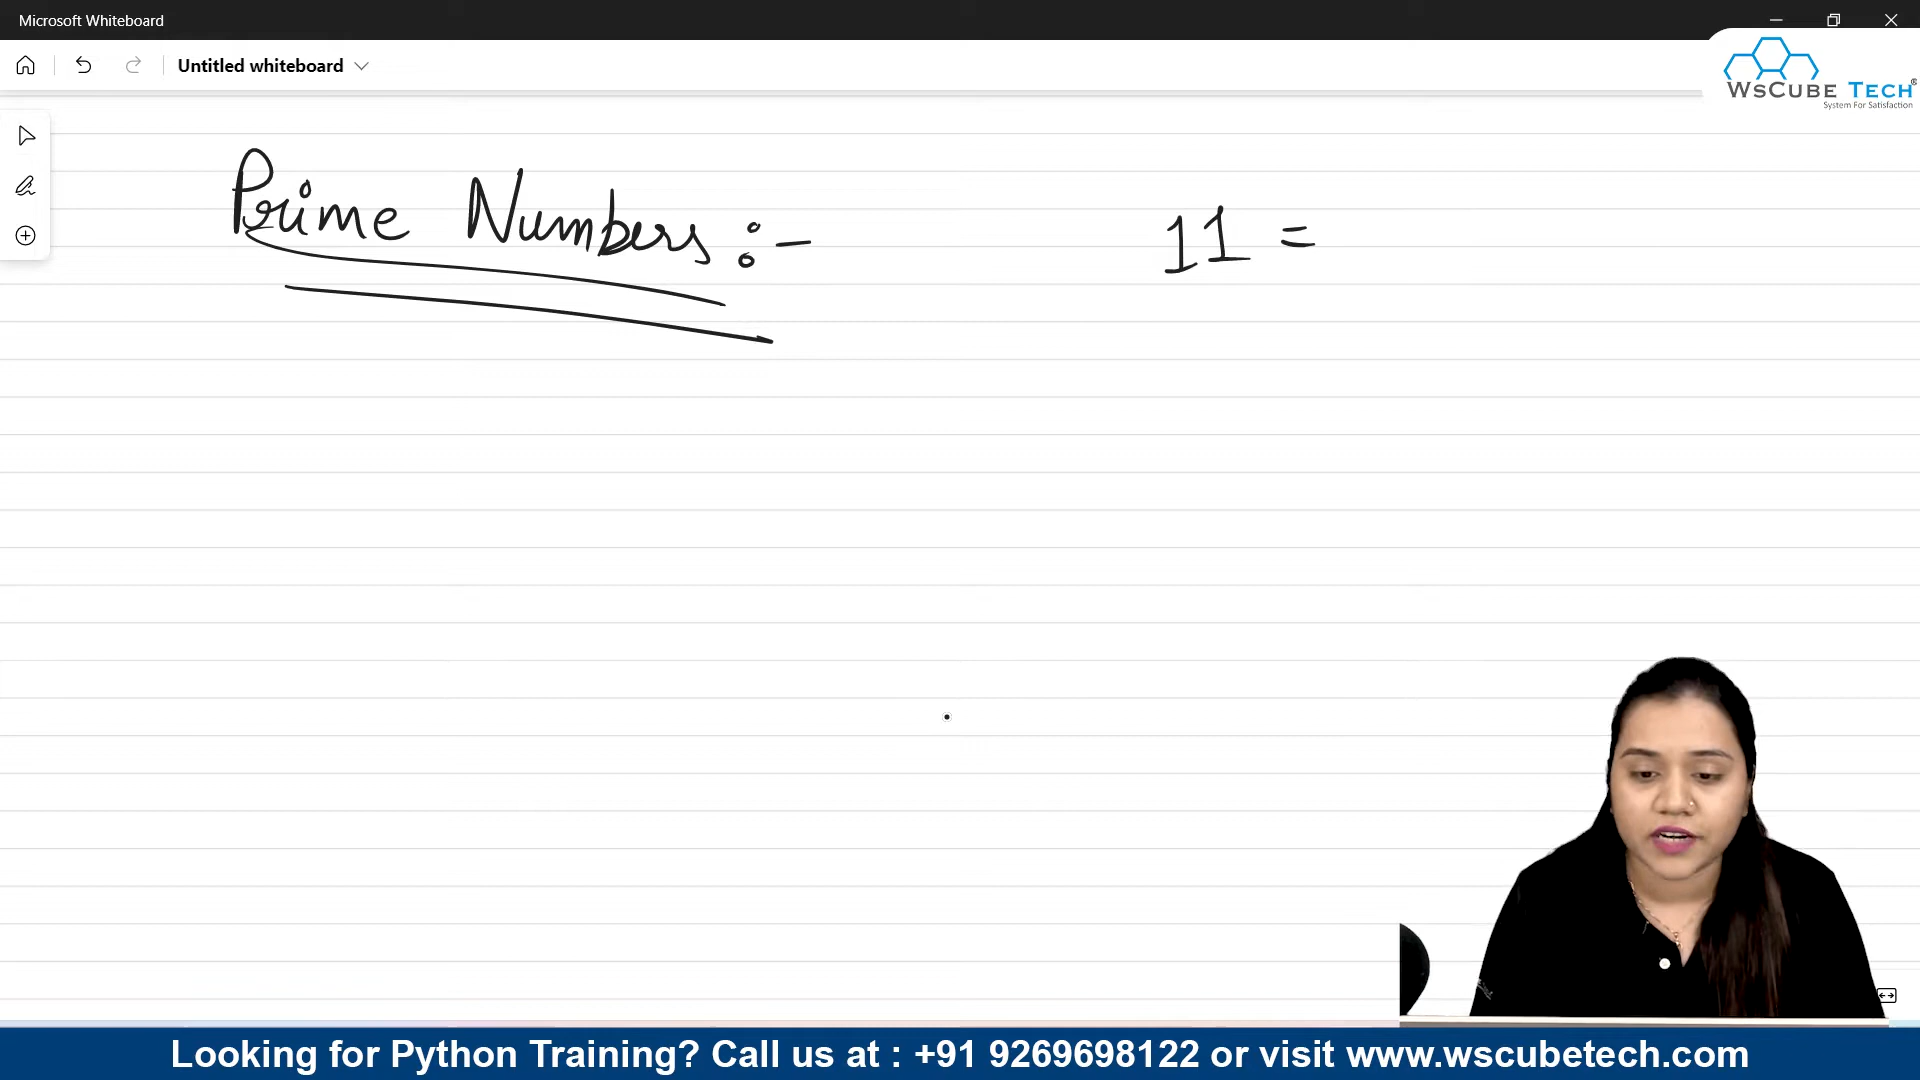 Microsoft Whiteboard
Untitled whiteboard
WsCube Tech®
System For Satisfaction
Prime Numbers :-
11 =
Looking for Python Training? Call us at : +91 9269698122 or visit www.wscubetech.com